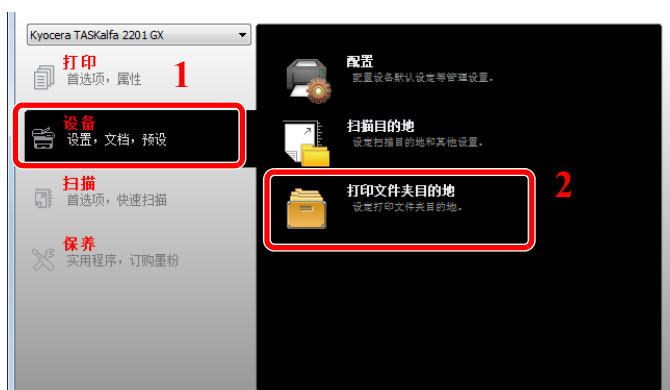 Kyocera TASKalfa 2201 GX
打印
首选项，属性
1
设备
设置，文档，预设
扫描
首选项，快速扫描
保养
实用程序，订购墨粉
配置
配置设备默认设定等管理设置。
扫描目的地
设定扫描目的地和其他设置。
打印文件夹目的地
设定打印文件夹目的地。
2